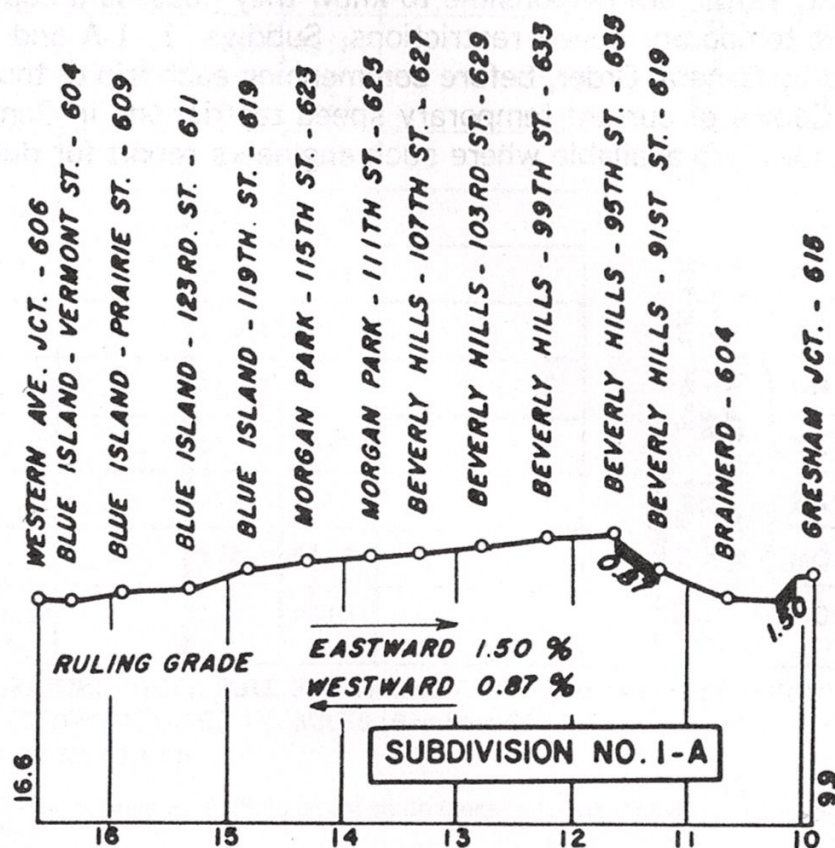 WESTERN AVE. JCT. - 606
BLUE ISLAND - VERMONT ST. - 604
BLUE ISLAND - PRAIRIE ST. - 609
BLUE ISLAND - 123RD. ST. - 611
BLUE ISLAND - 119TH. ST. - 619
MORGAN PARK - 115TH ST. - 623
MORGAN PARK - 111TH ST. - 625
BEVERLY HILLS 107TH ST. - 627
BEVERLY HILLS - 103RD ST. - 629
BEVERLY HILLS - 99TH ST. - 633
BEVERLY HILLS - 95TH ST. - 635
BEVERLY HILLS - 91ST ST. - 619
BRAINERD - 604
GRESHAM JCT. - 616
0.87
1.50
RULING GRADE
EASTWARD 1.50 %
WESTWARD 0.87 %
SUBDIVISION NO. 1-A
16.6
9.9
16 15 14 13 12 11 10